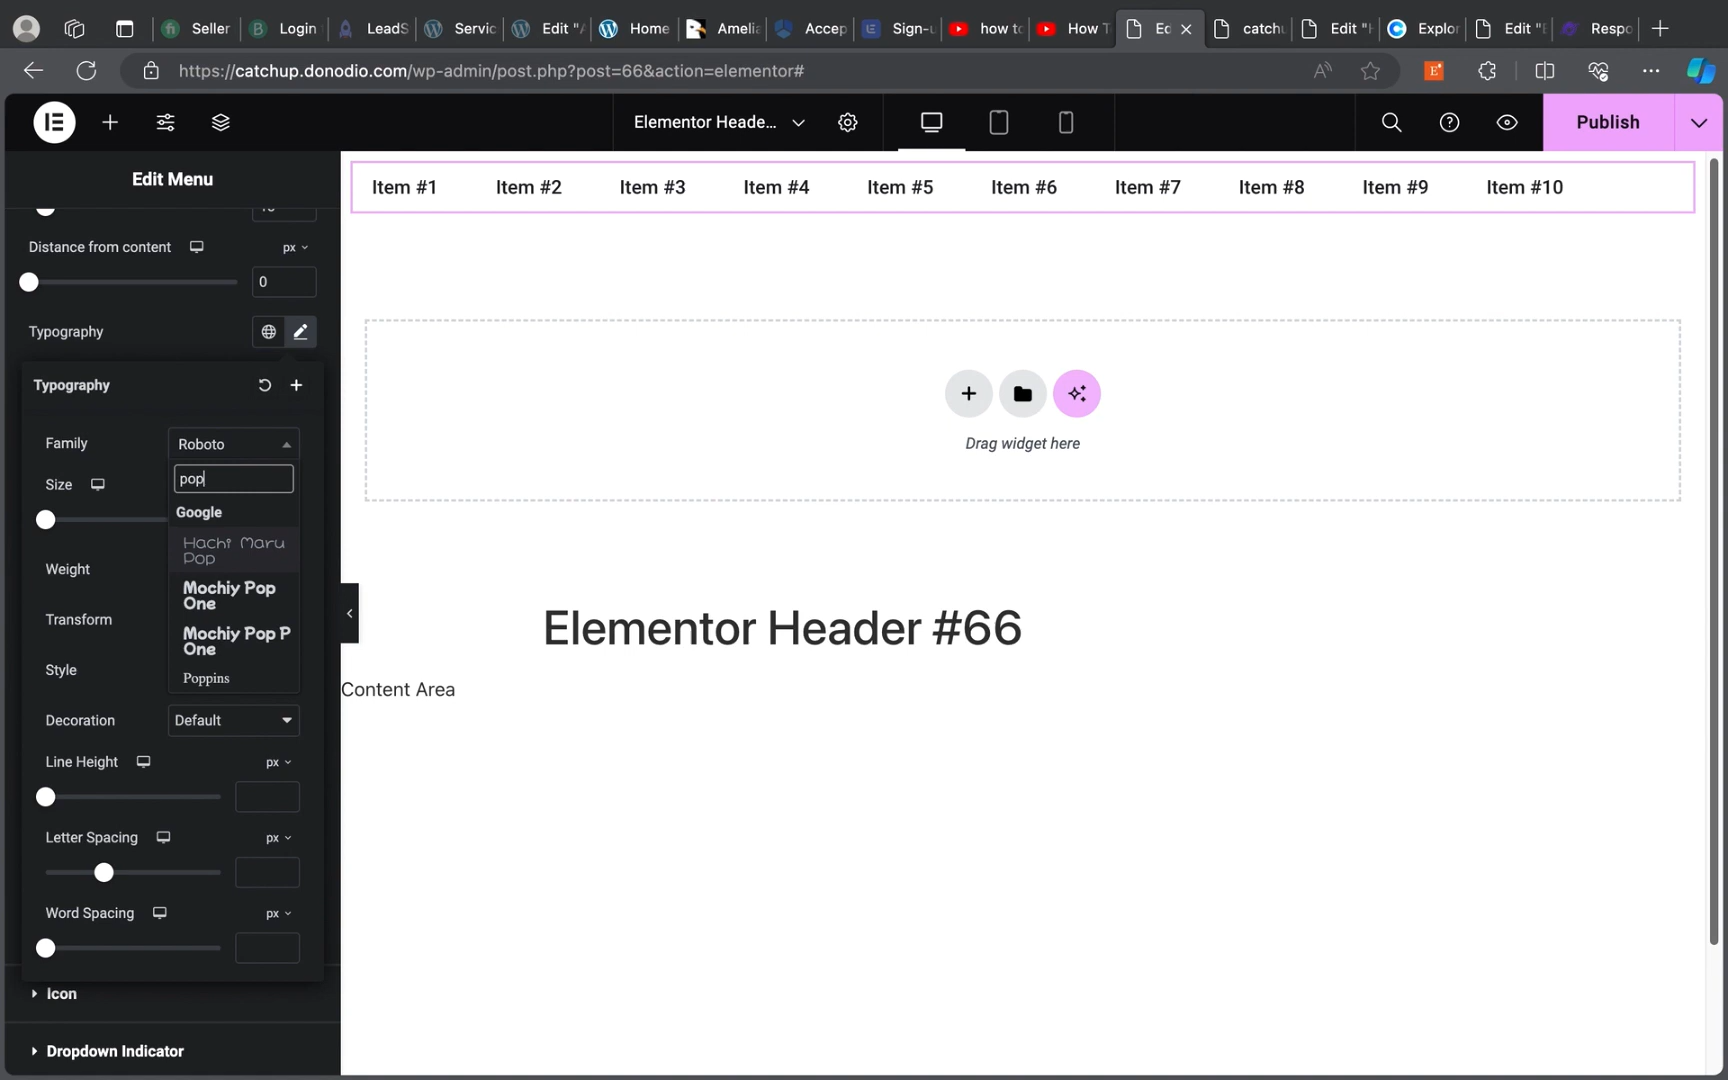 Seller
Login
LeadS
Servic
Edit "A
Home
Amelia
Accep
Sign-u
how to
How T
Ed
catchu
Edit "H
Explor
Edit "E
Respo
https://catchup.donodio.com/wp-admin/post.php?post=66&action=elementor#
Elementor Heade...
Publish
Edit Menu
Distance from content
px
0
Typography
Typography
Family
Roboto
Size
pop
Google
Hachi Maru
Pop
Weight
Mochiy Pop
One
Transform
Mochiy Pop P
One
Style
Poppins
Decoration
Default
Line Height
px
Letter Spacing
px
Word Spacing
px
Icon
Dropdown Indicator
Item #1
Item #2
Item #3
Item #4
Item #5
Item #6
Item #7
Item #8
Item #9
Item #10
Drag widget here
Elementor Header #66
Content Area